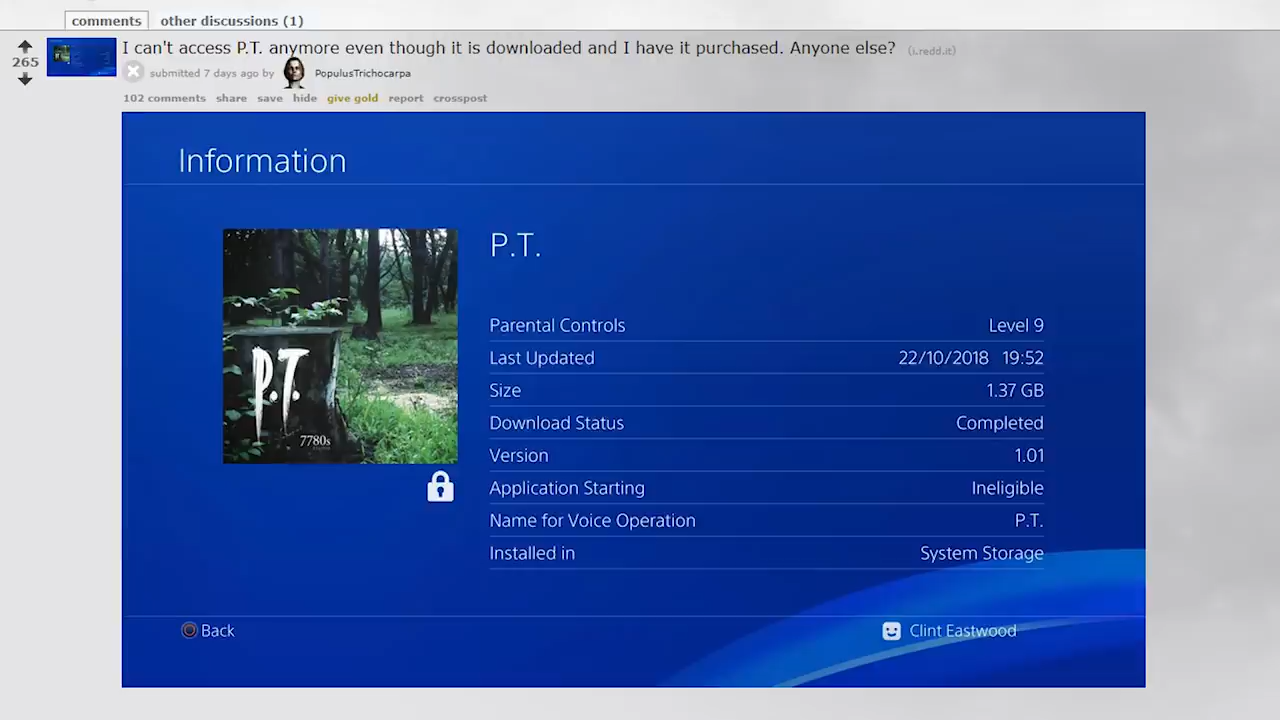 comments other discussions (1)
I can't access P.T. anymore even though it is downloaded and I have it purchased. Anyone else? (i.redd.it)
265
submitted 7 days ago by PopulusTrichocarpa
102 comments share save hide give gold report crosspost
Information
P.T.
Parental Controls Level 9
Last Updated 22/10/2018 19:52
Size 1.37 GB
Download Status Completed
Version 1.01
Application Starting Ineligible
Name for Voice Operation P.T.
Installed in System Storage
P.T.
7780s
Back Clint Eastwood